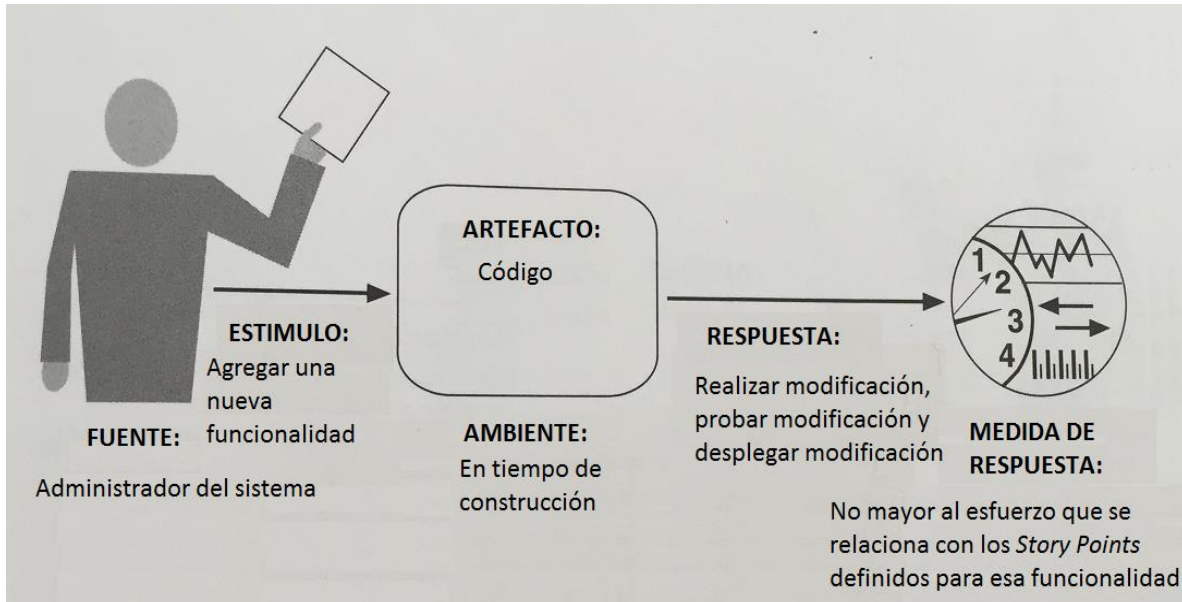 ARTEFACTO:
Código
ESTIMULO:
Agregar una
nueva
funcionalidad
FUENTE:
Administrador del sistema
AMBIENTE:
En tiempo de
construcción
RESPUESTA:
Realizar modificación,
probar modificación y
desplegar modificación
1
2
3
4
MEDIDA DE
RESPUESTA:
No mayor al esfuerzo que se
relaciona con los Story Points
definidos para esa funcionalidad